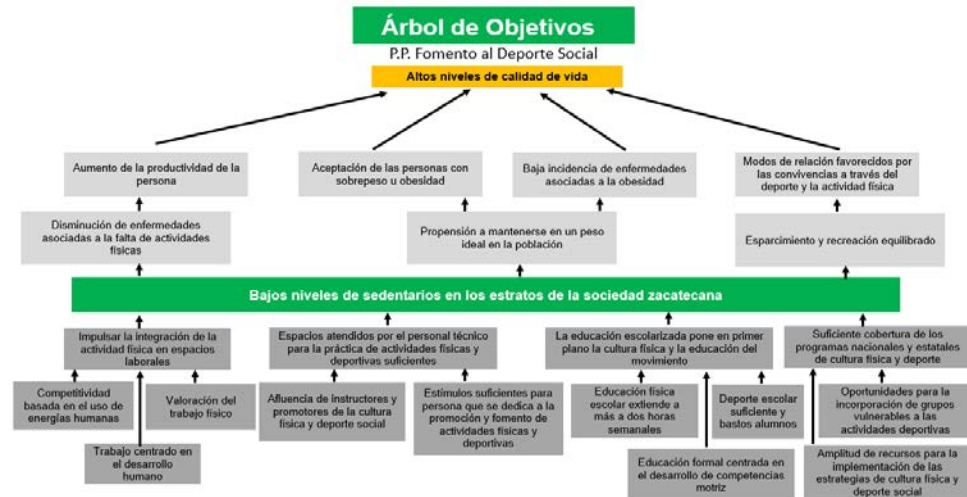 Árbol de Objetivos
P.P. Fomento al Deporte Social
Altos niveles de calidad de vida
Aumento de la productividad de la
persona
Aceptación de las personas con
sobrepeso u obesidad
Baja incidencia de enfermedades
asociadas a la obesidad
Modos de relación favorecidos por
las convivencias a través del
deporte y la actividad física
Disminución de enfermedades
asociadas a la falta de actividades
físicas
Propensión a mantenerse en un peso
ideal en la población
Esparcimiento y recreación equilibrado
Bajos niveles de sedentarios en los estratos de la sociedad zacatecana
Impulsar la integración de la
actividad física en espacios
laborales
Espacios atendidos por el personal técnico
para la práctica de actividades físicas y
deportivas suficientes
La educación escolarizada pone en primer
plano la cultura física y la educación del
movimiento
Suficiente cobertura de los
programas nacionales y estatales
de cultura física y deporte
Competitividad
basada en el uso de
energías humanas
Valoración del
trabajo físico
Trabajo centrado en
el desarrollo
humano
Afluencia de instructores y
promotores de la cultura
física y deporte social
Estímulos suficientes para
persona que se dedica a la
promoción y fomento de
actividades físicas y
deportivas
Educación física
escolar extiende a
más a dos horas
semanales
Deporte escolar
suficiente y
bastos alumnos
Educación formal centrada en
el desarrollo de competencias
motriz
Oportunidades para la
incorporación de grupos
vulnerables a las
actividades deportivas
Amplitud de recursos para la
implementación de las
estrategias de cultura física y
deporte social